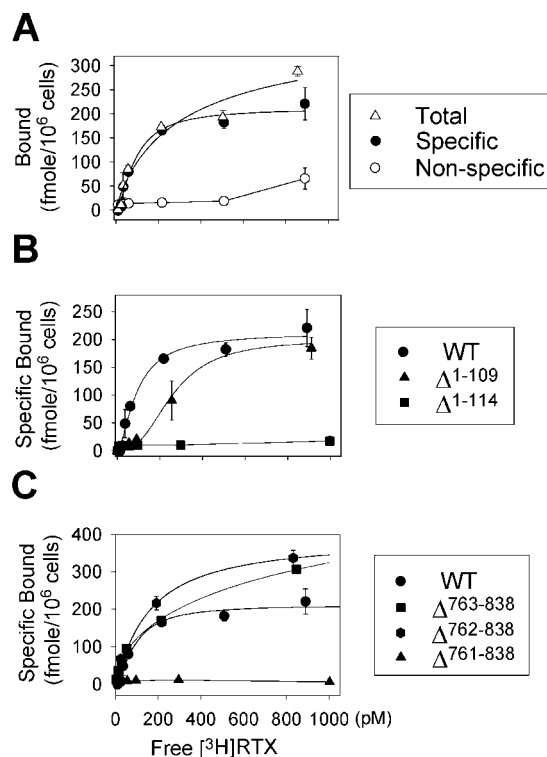 A
Bound
(fmole/10⁶ cells)
300
250
200
150
100
50
0
Total
Specific
Non-specific
B
Specific Bound
(fmole/10⁶ cells)
250
200
150
100
50
0
WT
Δ¹⁻¹⁰⁹
Δ¹⁻¹¹⁴
C
Specific Bound
(fmole/10⁶ cells)
400
300
200
100
0
WT
Δ⁷⁶³⁻⁸³⁸
Δ⁷⁶²⁻⁸³⁸
Δ⁷⁶¹⁻⁸³⁸
0 200 400 600 800 1000 (pM)
Free [³H]RTX